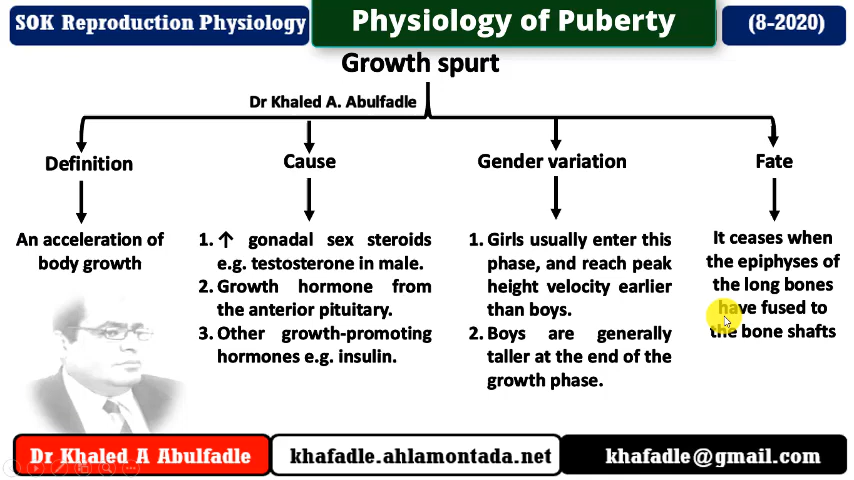 SOK Reproduction Physiology
Physiology of Puberty
(8-2020)
Growth spurt
Dr Khaled A. Abulfadle
Definition
An acceleration of
body growth
Cause
1. ↑ gonadal sex steroids
e.g. testosterone in male.
2. Growth hormone from
the anterior pituitary.
3. Other growth-promoting
hormones e.g. insulin.
Gender variation
1. Girls usually enter this
phase, and reach peak
height velocity earlier
than boys.
2. Boys are generally
taller at the end of the
growth phase.
Fate
It ceases when
the epiphyses of
the long bones
have fused to
the bone shafts
Dr Khaled A Abulfadle
khafadle.ahlamontada.net
khafadle@gmail.com